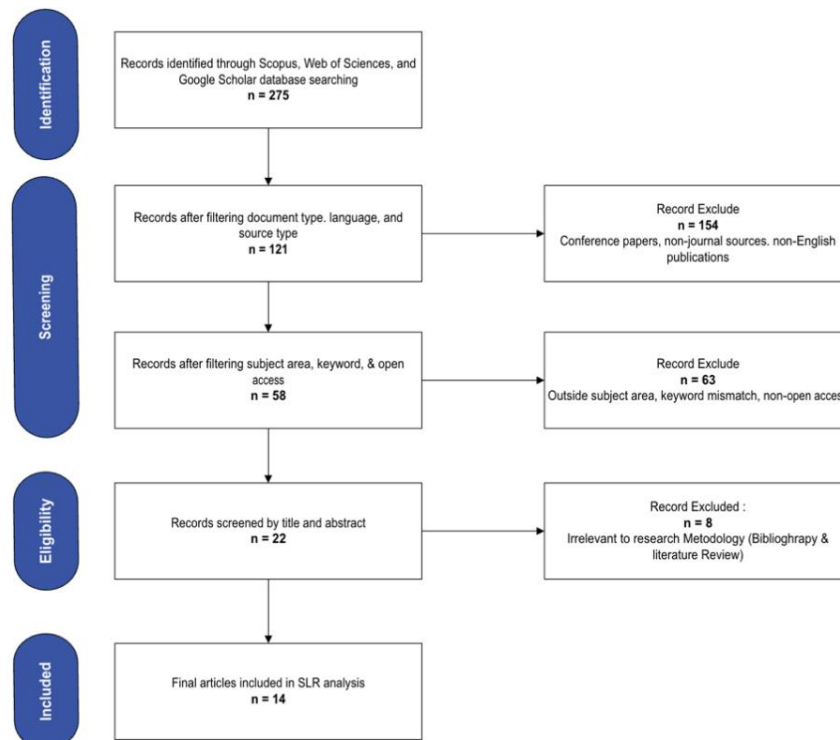 Identification
Records identified through Scopus, Web of Sciences, and
Google Scholar database searching
n = 275
Screening
Records after filtering document type. language, and
source type
n = 121
Record Exclude
n = 154
Conference papers, non-journal sources. non-English
publications
Records after filtering subject area, keyword, & open
access
n = 58
Record Exclude
n = 63
Outside subject area, keyword mismatch, non-open acces
Eligibility
Records screened by title and abstract
n = 22
Record Excluded :
n = 8
Irrelevant to research Metodology (Biblioghrapy &
literature Review)
Included
Final articles included in SLR analysis
n = 14